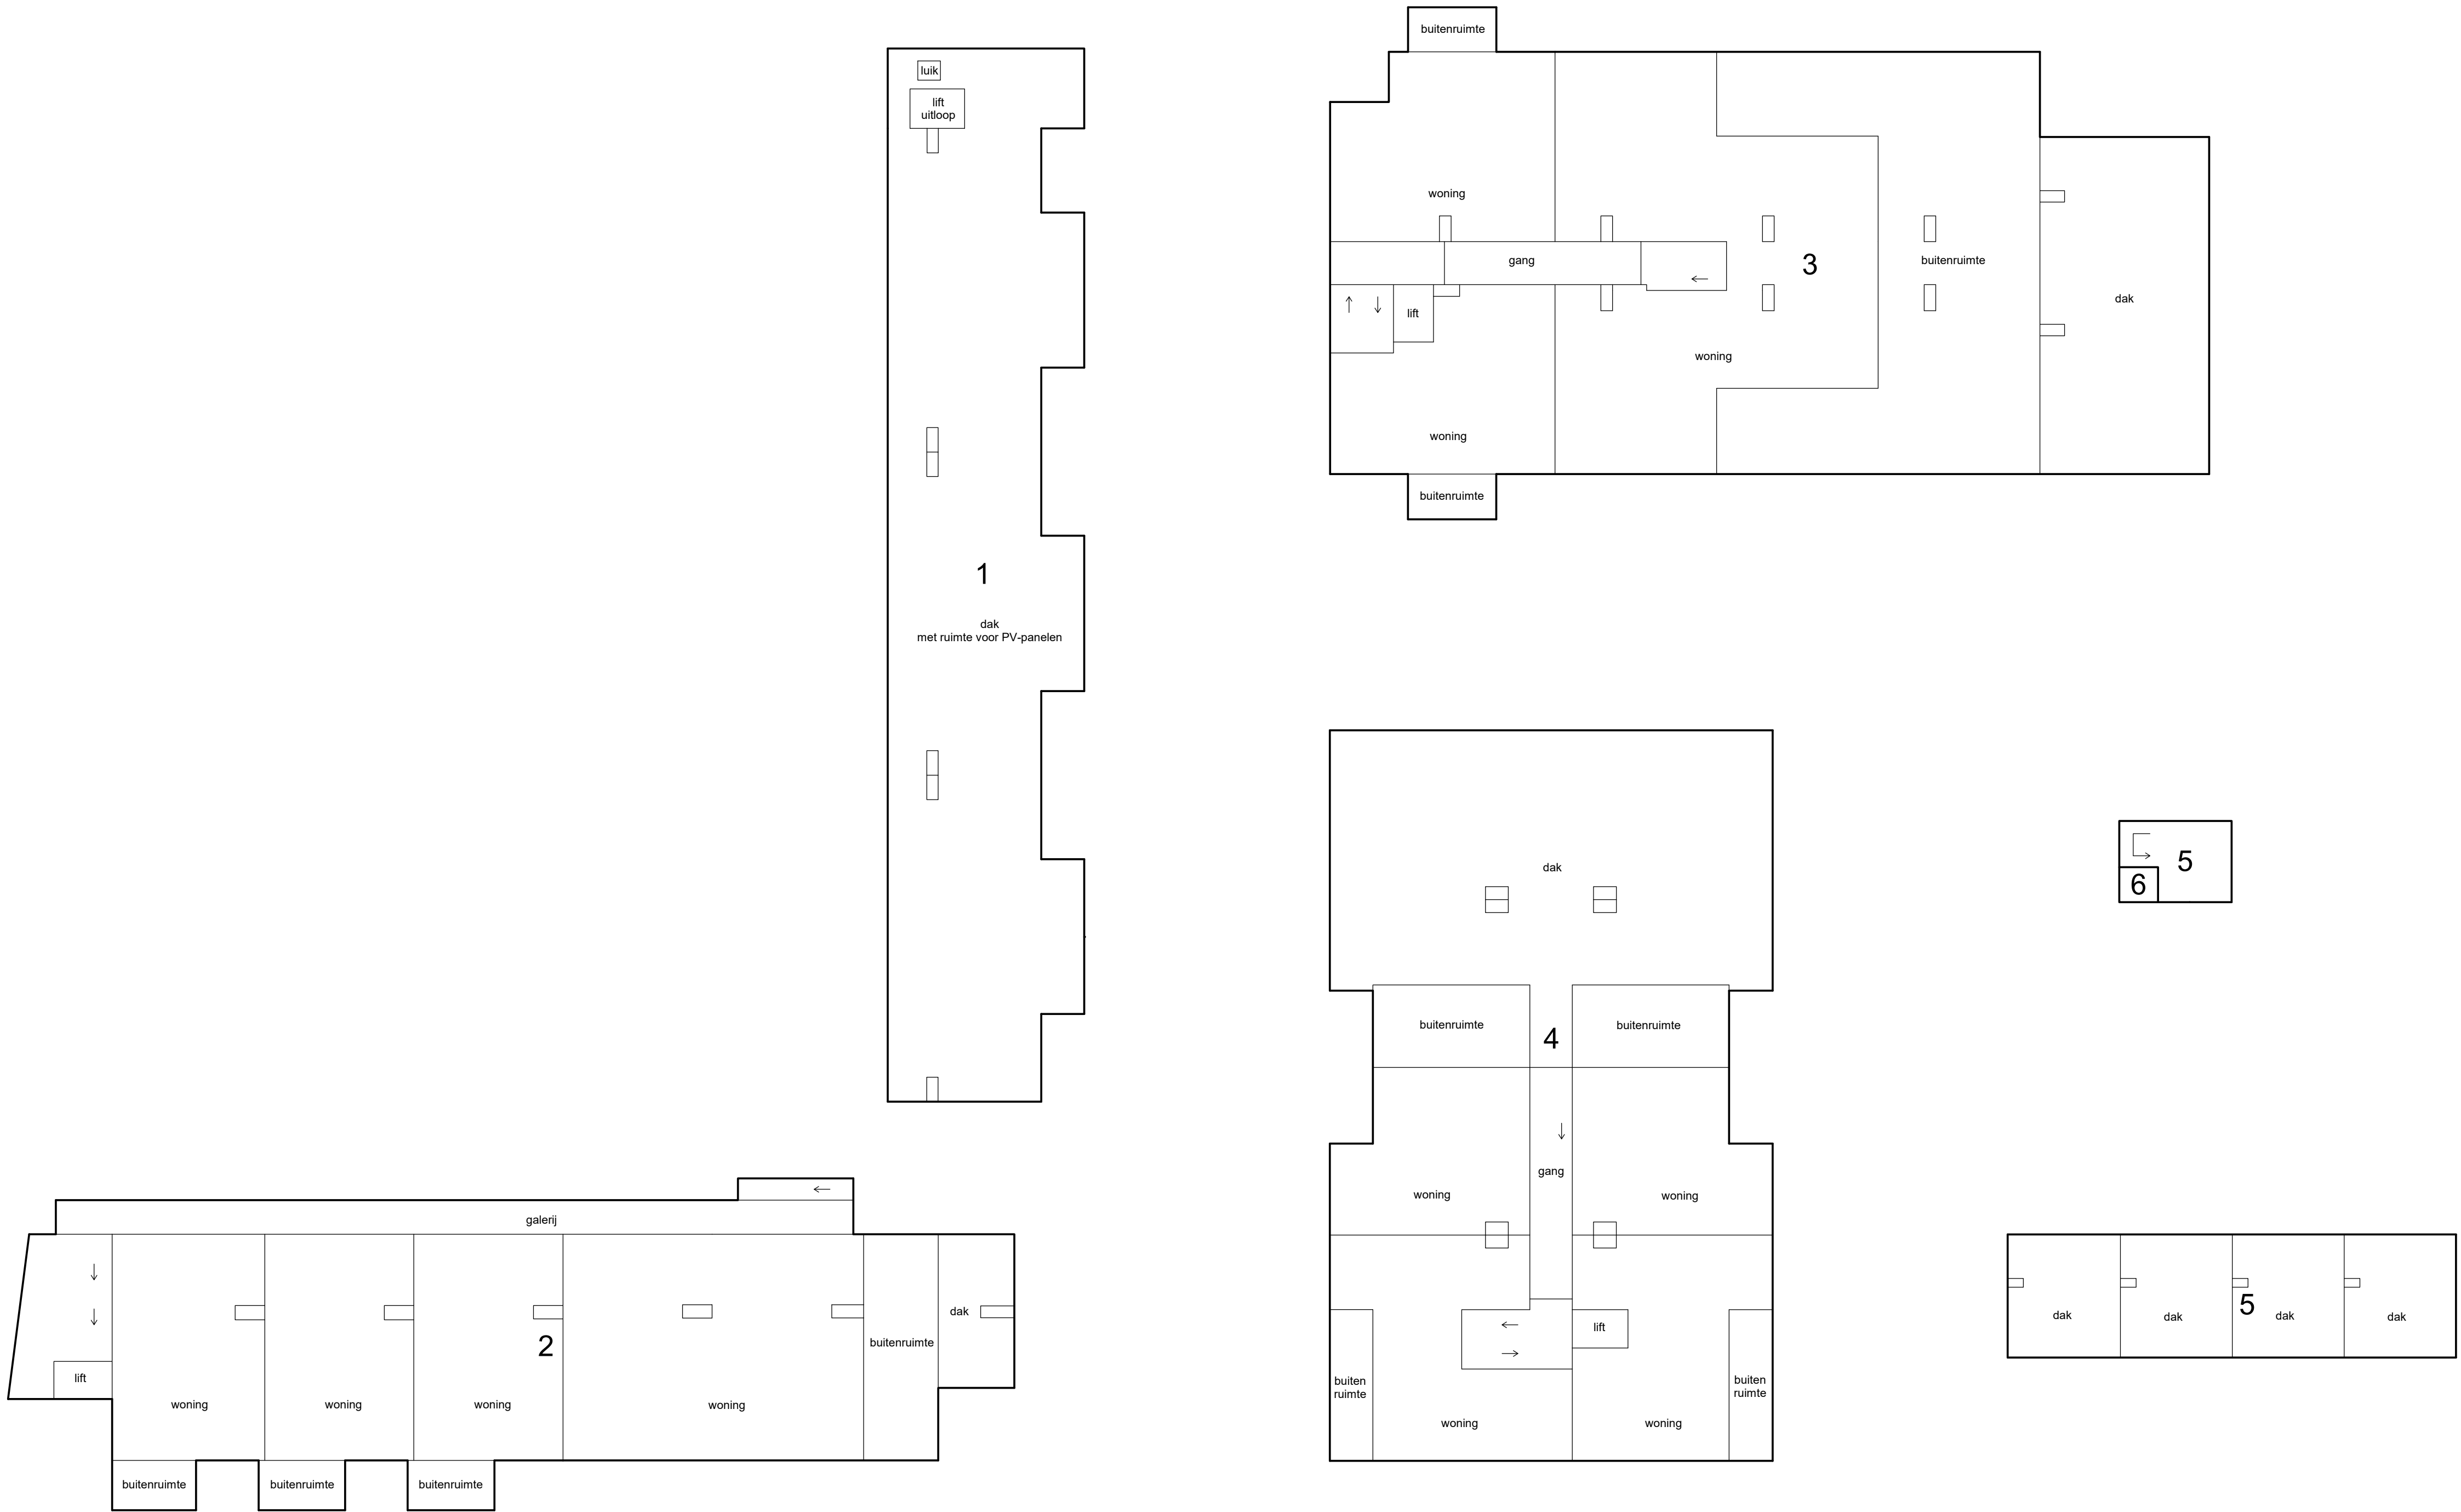 luik
lift
uitloop
1
dak
met ruimte voor PV-panelen
buitenruimte
woning
gang
3
buitenruimte
lift
dak
woning
woning
buitenruimte
dak
buitenruimte
4
buitenruimte
gang
woning
woning
lift
buiten
ruimte
buiten
ruimte
woning
woning
5
6
galerij
dak
2
buitenruimte
lift
woning
woning
woning
woning
buitenruimte
buitenruimte
buitenruimte
5
dak
dak
dak
dak